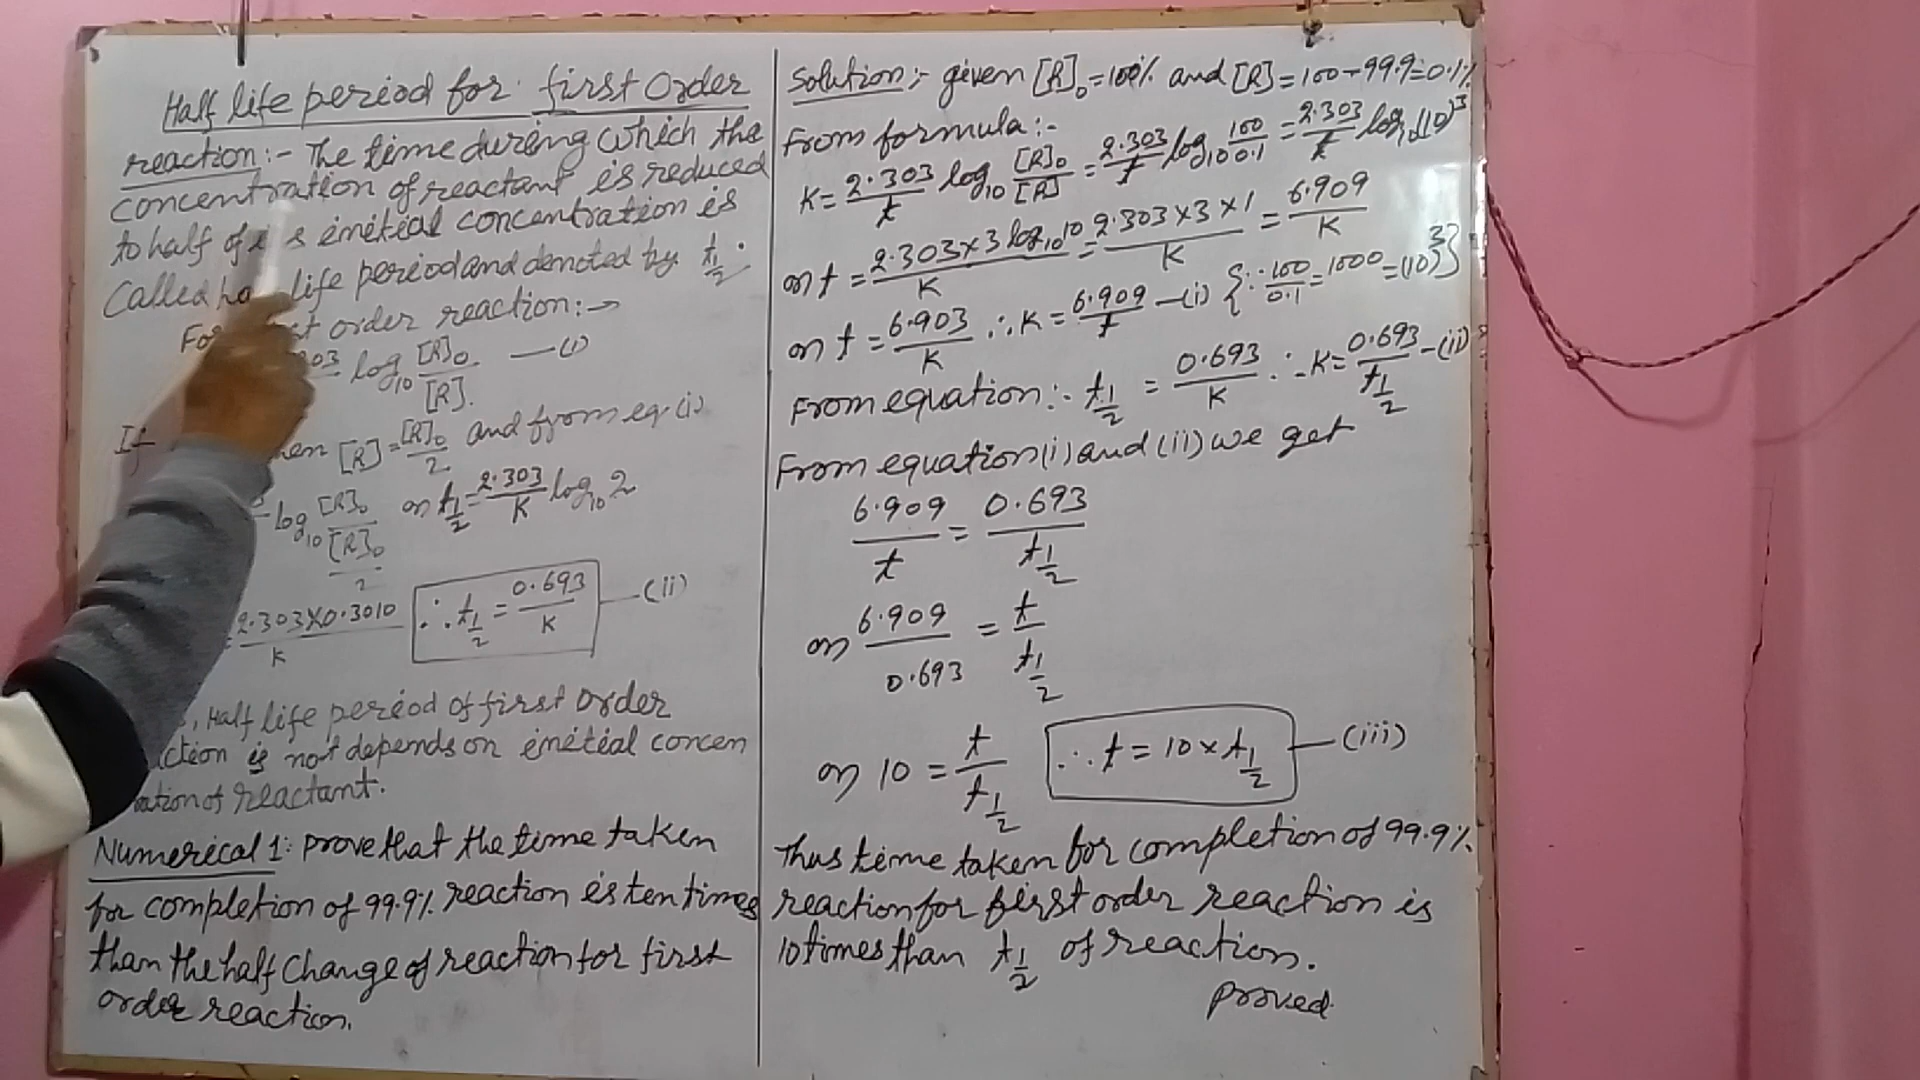 Half life period for first order
reaction:- The time during which the
concentration of reactant is reduced
to half of initial concentration is
Called life period and denoted by t1/2.
For order reaction:→
log10 [R]0/[R]. —(i)
If [R]=[R]0/2 and from eq (i)
log10 [R]0/([R]0/2) or t1/2=2.303/K log10 2
2.303×0.3010/K ∴ t1/2 = 0.693/K —(ii)
Half life period of first order
is not depends on initial concen
of reactant.
Numerical 1: prove that the time taken
for completion of 99.9% reaction is ten times
than the half change of reaction for first
order reaction.
Solution:- given [R]0=100% and [R]=100-99.9=0.1%
From formula:-
K=2.303/t log10 [R]0/[R] = 2.303/t log10 100/0.1 = 2.303/t log10(10)^3
or t = 2.303×3 log10 10/K = 2.303×3×1/K = 6.909/K
or t = 6.903/K ∴ K = 6.909/t —(i) {∵ 100/0.1 = 1000 = (10)^3}
From equation:- t1/2 = 0.693/K ∴ K = 0.693/t1/2 —(ii)
From equation (i) and (ii) we get
6.909/t = 0.693/t1/2
or 6.909/0.693 = t/t1/2
or 10 = t/t1/2 ∴ t = 10 × t1/2 —(iii)
Thus time taken for completion of 99.9%
reaction for first order reaction is
10 times than t1/2 of reaction.
proved.